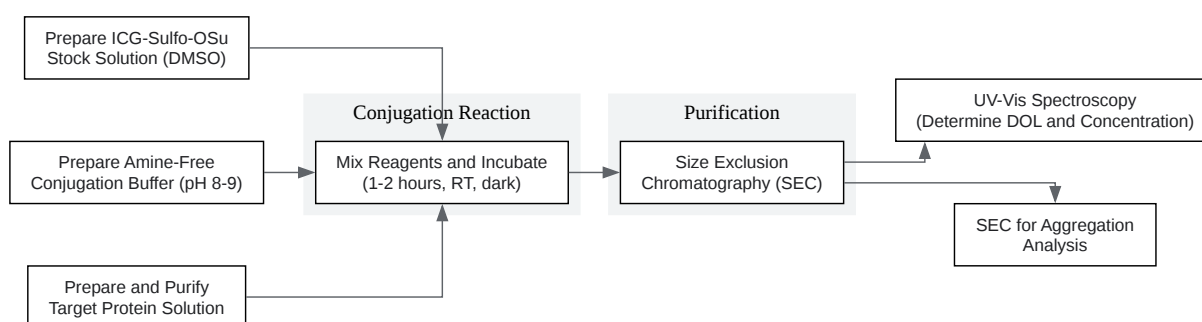 Prepare ICG-Sulfo-OSu
Stock Solution (DMSO)
Prepare Amine-Free
Conjugation Buffer (pH 8-9)
Prepare and Purify
Target Protein Solution
Conjugation Reaction
Mix Reagents and Incubate
(1-2 hours, RT, dark)
Purification
Size Exclusion
Chromatography (SEC)
UV-Vis Spectroscopy
(Determine DOL and Concentration)
SEC for Aggregation
Analysis